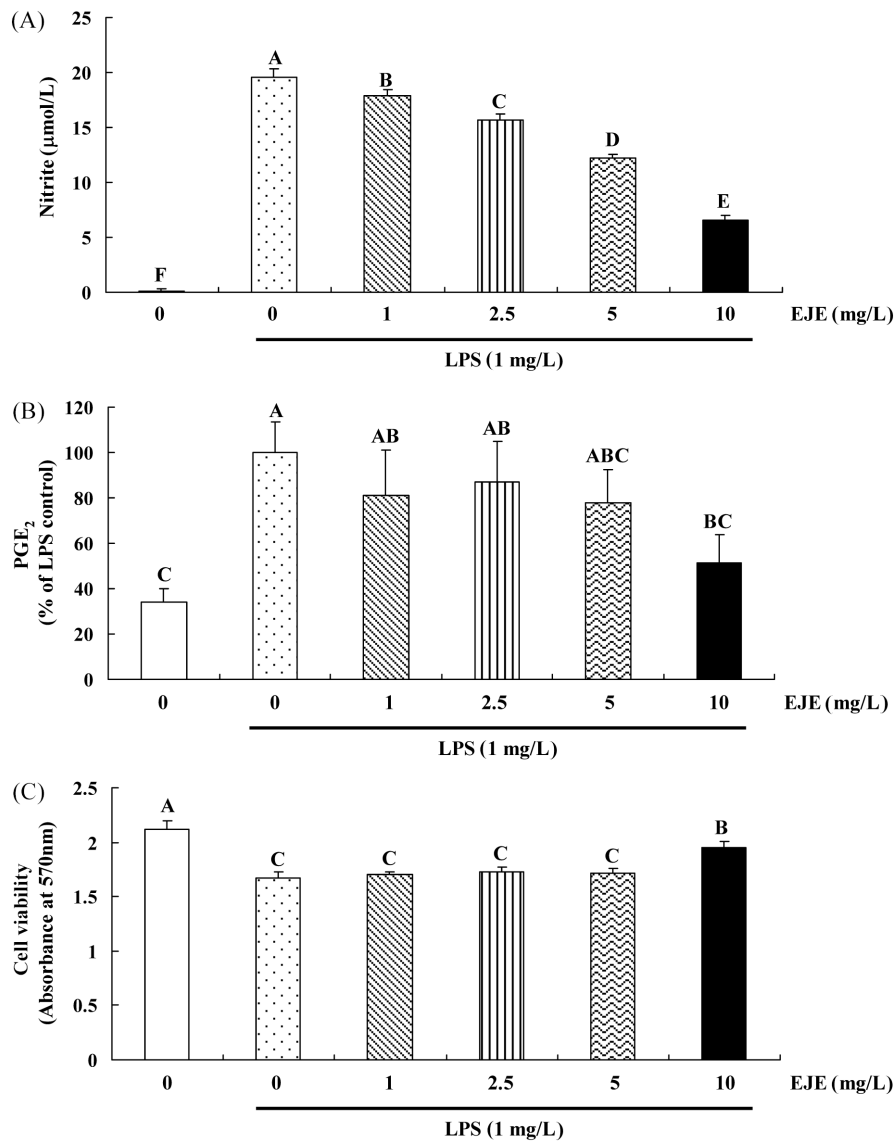 (A)
Nitrite (μmol/L)
25
20
15
10
5
0
F
A
B
C
D
E
0 0 1 2.5 5 10 EJE (mg/L)
LPS (1 mg/L)
(B)
PGE2
(% of LPS control)
120
100
80
60
40
20
0
C
A
AB
AB
ABC
BC
0 0 1 2.5 5 10 EJE (mg/L)
LPS (1 mg/L)
(C)
Cell viability
(Absorbance at 570nm)
2.5
2
1.5
1
0.5
0
A
C
C
C
C
B
0 0 1 2.5 5 10 EJE (mg/L)
LPS (1 mg/L)